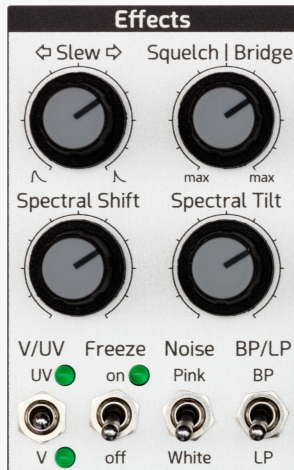 Effects
⇦ Slew ⇨ Squelch | Bridge
max max
Spectral Shift Spectral Tilt
V/UV Freeze Noise BP/LP
UV on Pink BP
V off White LP